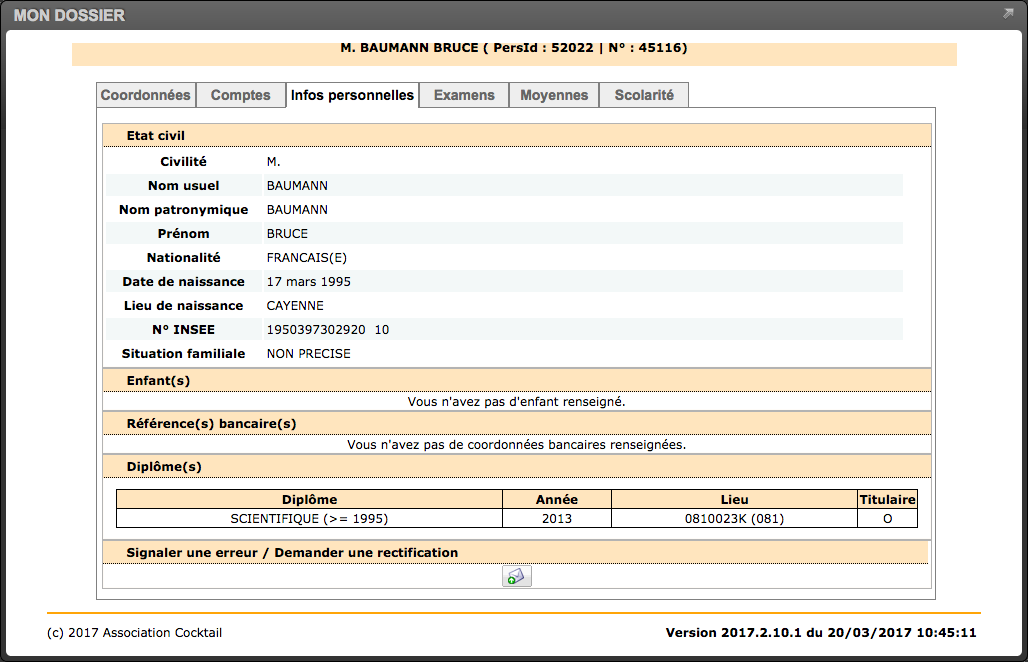 MON DOSSIER
M. BAUMANN BRUCE ( PersId : 52022 | N° : 45116)
Coordonnées Comptes Infos personnelles Examens Moyennes Scolarité
Etat civil
Civilité M.
Nom usuel BAUMANN
Nom patronymique BAUMANN
Prénom BRUCE
Nationalité FRANCAIS(E)
Date de naissance 17 mars 1995
Lieu de naissance CAYENNE
N° INSEE 1950397302920 10
Situation familiale NON PRECISE
Enfant(s)
Vous n'avez pas d'enfant renseigné.
Référence(s) bancaire(s)
Vous n'avez pas de coordonnées bancaires renseignées.
Diplôme(s)
Diplôme Année Lieu Titulaire
SCIENTIFIQUE (>= 1995) 2013 0810023K (081) O
Signaler une erreur / Demander une rectification
(c) 2017 Association Cocktail Version 2017.2.10.1 du 20/03/2017 10:45:11